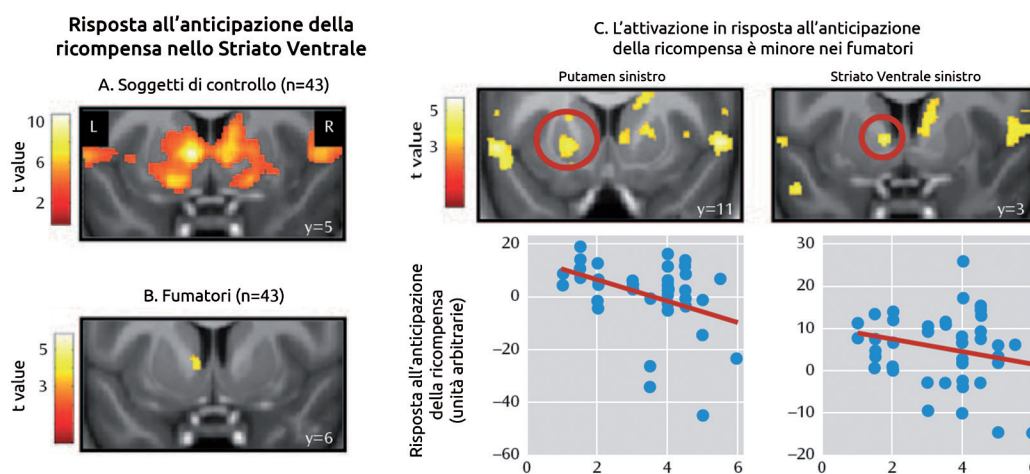 Risposta all'anticipazione della
ricompensa nello Striato Ventrale
A. Soggetti di controllo (n=43)
t value
10
6
2
L
R
y=5
B. Fumatori (n=43)
t value
5
3
y=6
C. L'attivazione in risposta all'anticipazione
della ricompensa è minore nei fumatori
Putamen sinistro
Striato Ventrale sinistro
t value
5
3
y=11
y=3
Risposta all'anticipazione
della ricompensa
(unità arbitrarie)
20
0
−20
−40
−60
0
2
4
6
30
20
10
0
−10
−20
0
2
4
6